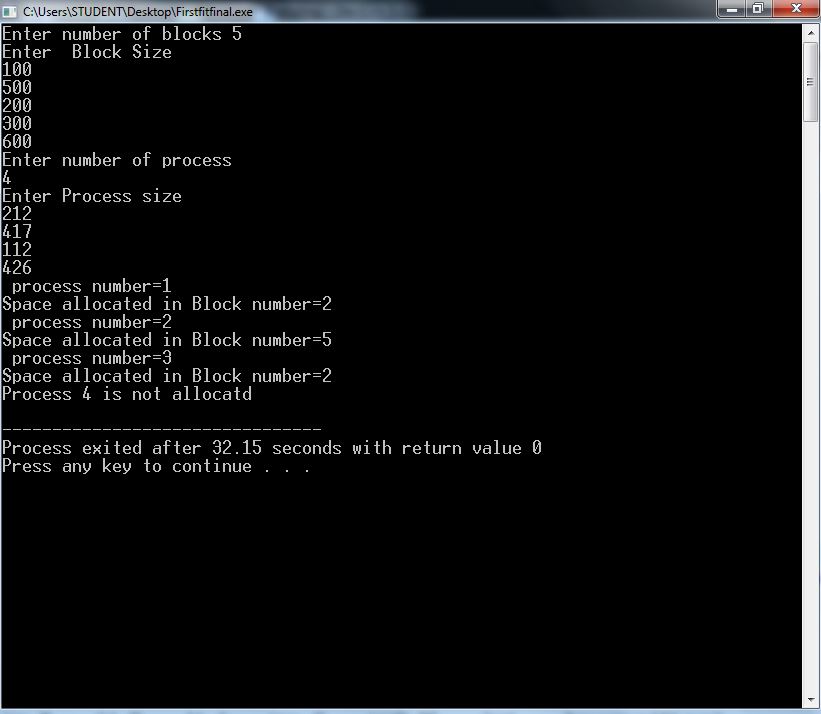 C:\Users\STUDENT\Desktop\Firstfitfinal.exe
Enter number of blocks 5
Enter  Block Size
100
500
200
300
600
Enter number of process
4
Enter Process size
212
417
112
426
 process number=1
Space allocated in Block number=2
 process number=2
Space allocated in Block number=5
 process number=3
Space allocated in Block number=2
Process 4 is not allocatd
--------------------------------
Process exited after 32.15 seconds with return value 0
Press any key to continue . . .